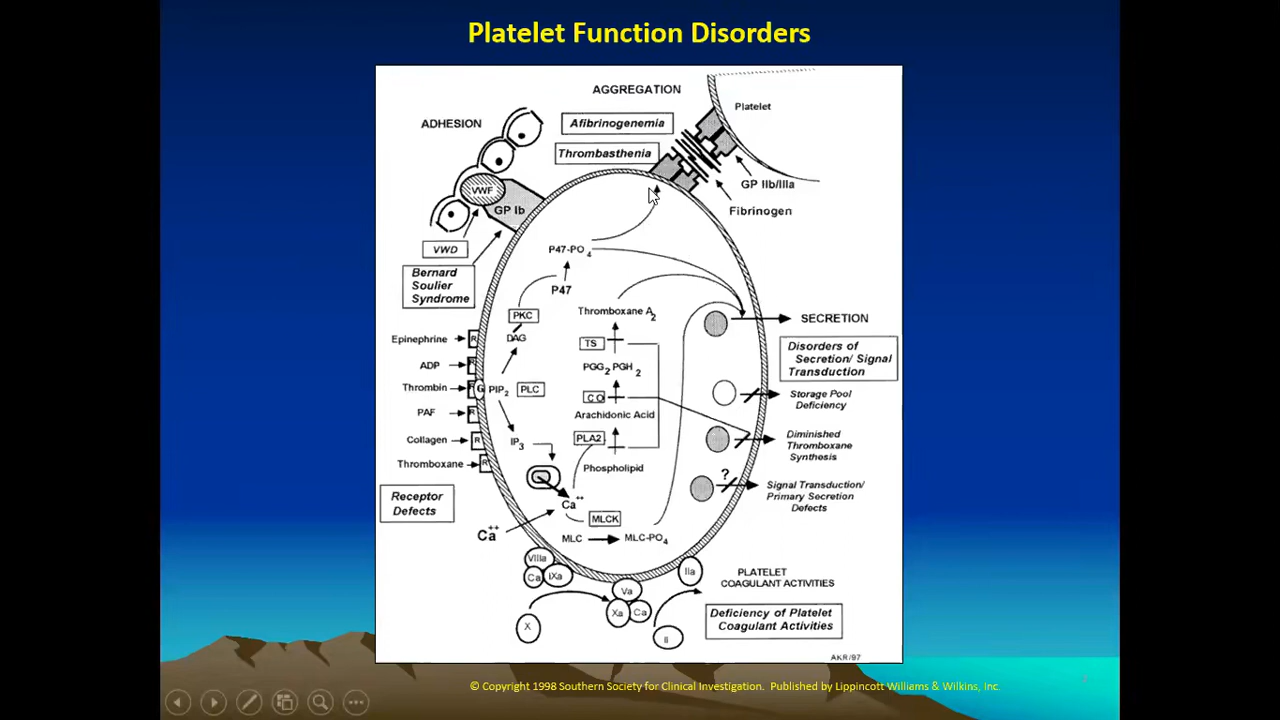 Platelet Function Disorders
AGGREGATION
Platelet
ADHESION
Afibrinogenemia
Thrombasthenia
GP IIb/IIIa
VWF
GP Ib
Fibrinogen
VWD
P47-PO4
Bernard
Soulier
Syndrome
P47
Thromboxane A2
PKC
SECRETION
Epinephrine
R
DAG
TS
Disorders of
Secretion/ Signal
Transduction
ADP
R
PGG2 PGH2
Thrombin
R
G
PIP2
PLC
CO
Storage Pool
Deficiency
PAF
R
Arachidonic Acid
Collagen
R
IP3
PLA2
Diminished
Thromboxane
Synthesis
Thromboxane
R
Phospholipid
?
Signal Transduction/
Primary Secretion
Defects
Receptor
Defects
Ca++
MLCK
Ca++
MLC
MLC-PO4
VIIIa
Ca
IXa
IIa
PLATELET
COAGULANT ACTIVITIES
Va
Xa
Ca
X
II
Deficiency of Platelet
Coagulant Activities
AKR/97
© Copyright 1998 Southern Society for Clinical Investigation. Published by Lippincott Williams & Wilkins, Inc.